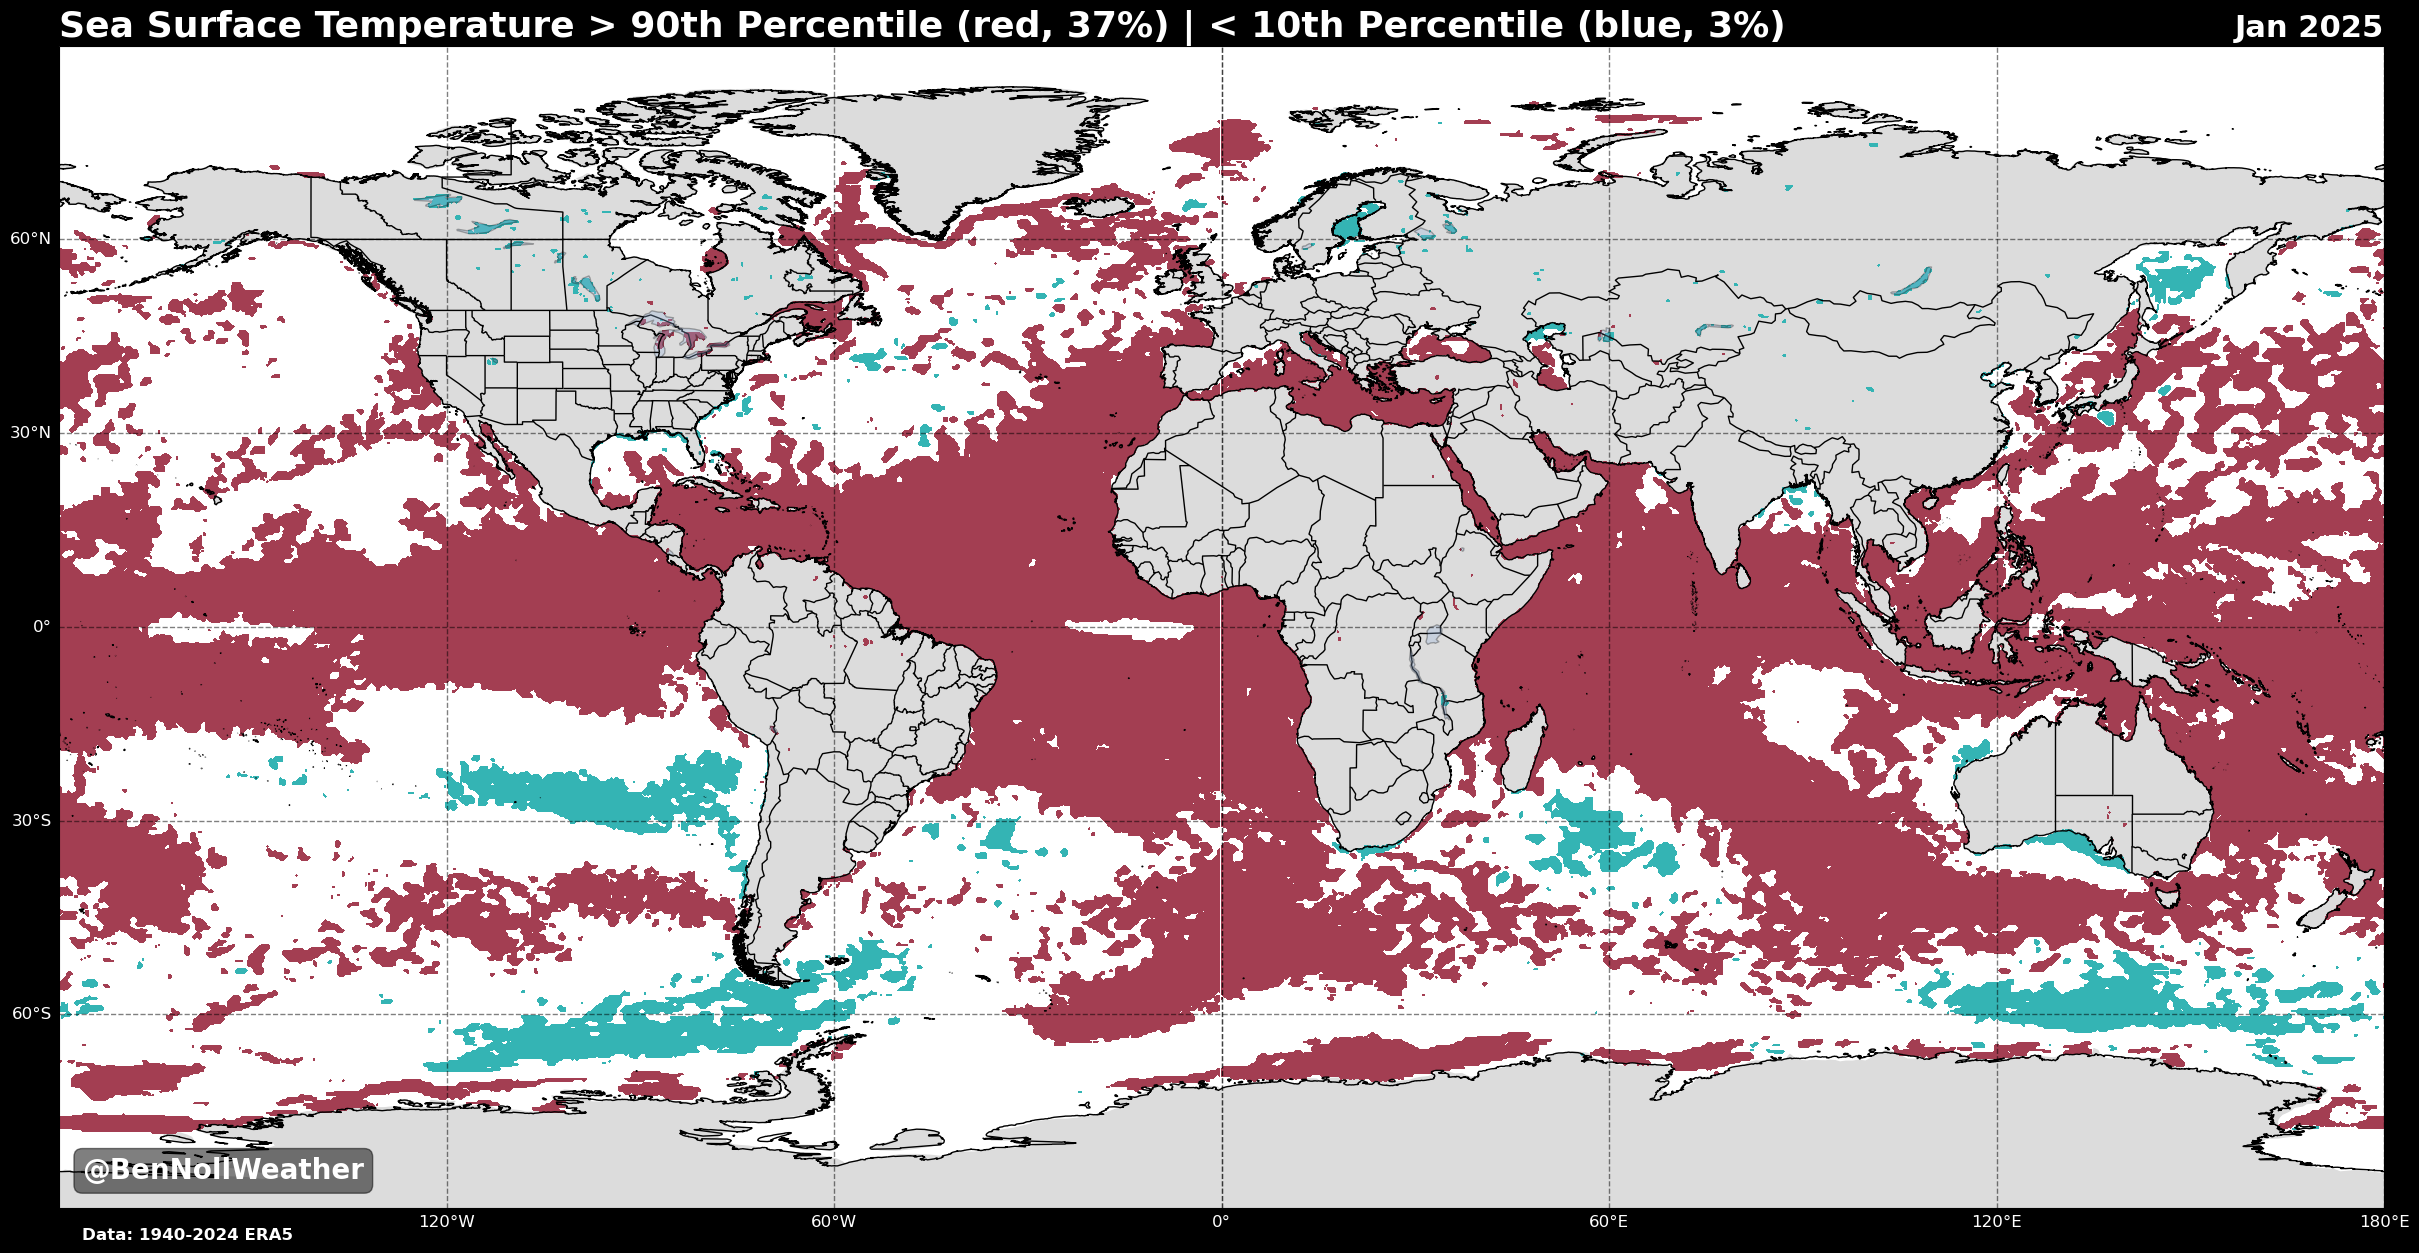 Sea Surface Temperature > 90th Percentile (red, 37%) | < 10th Percentile (blue, 3%)
Jan 2025
60°N
30°N
0°
30°S
60°S
@BenNollWeather
120°W
60°W
0°
60°E
120°E
180°E
Data: 1940-2024 ERA5